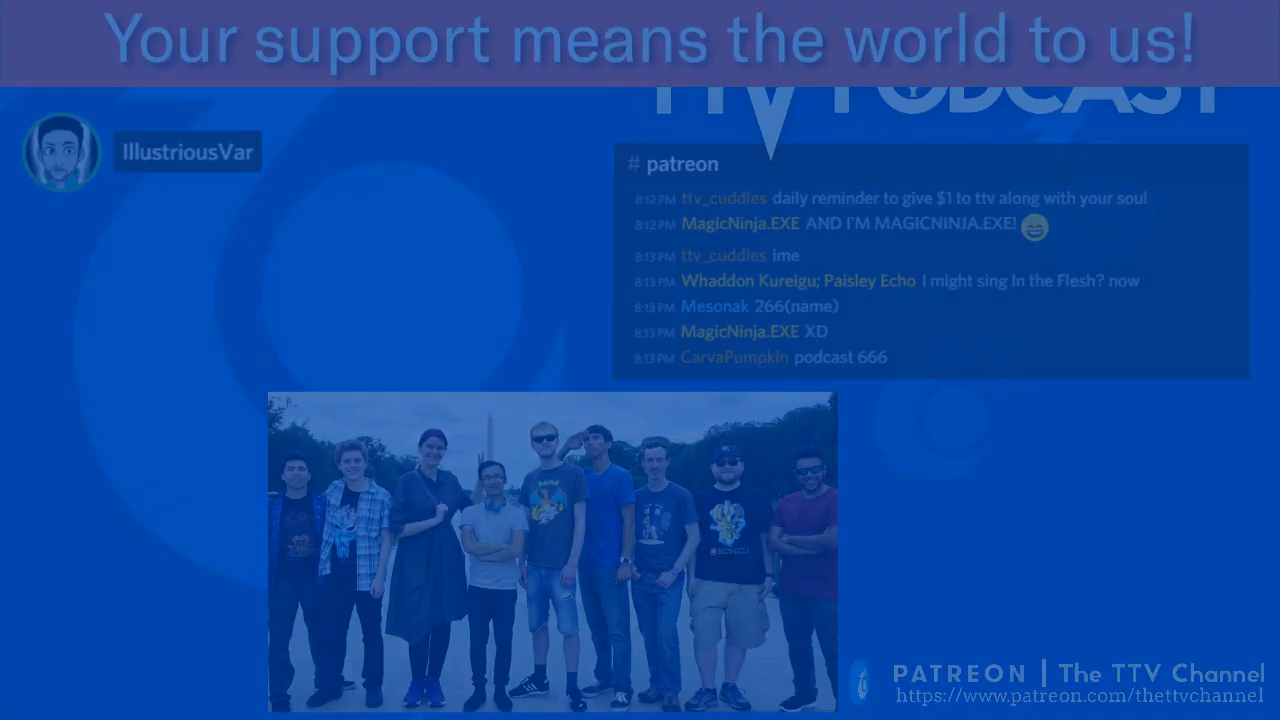 Your support means the world to us!
TTV PODCAST
IllustriousVar
# patreon
8:12 PM ttv_cuddles daily reminder to give $1 to ttv along with your soul
8:12 PM MagicNinja.EXE AND I'M MAGICNINJA.EXE!
8:13 PM ttv_cuddles ime
8:13 PM Whaddon Kureigu; Paisley Echo I might sing In the Flesh? now
8:13 PM Mesonak 266(name)
8:13 PM MagicNinja.EXE XD
8:13 PM CarvaPumpkin podcast 666
BIONICLE
PATREON | The TTV Channel
https://www.patreon.com/thettvchannel